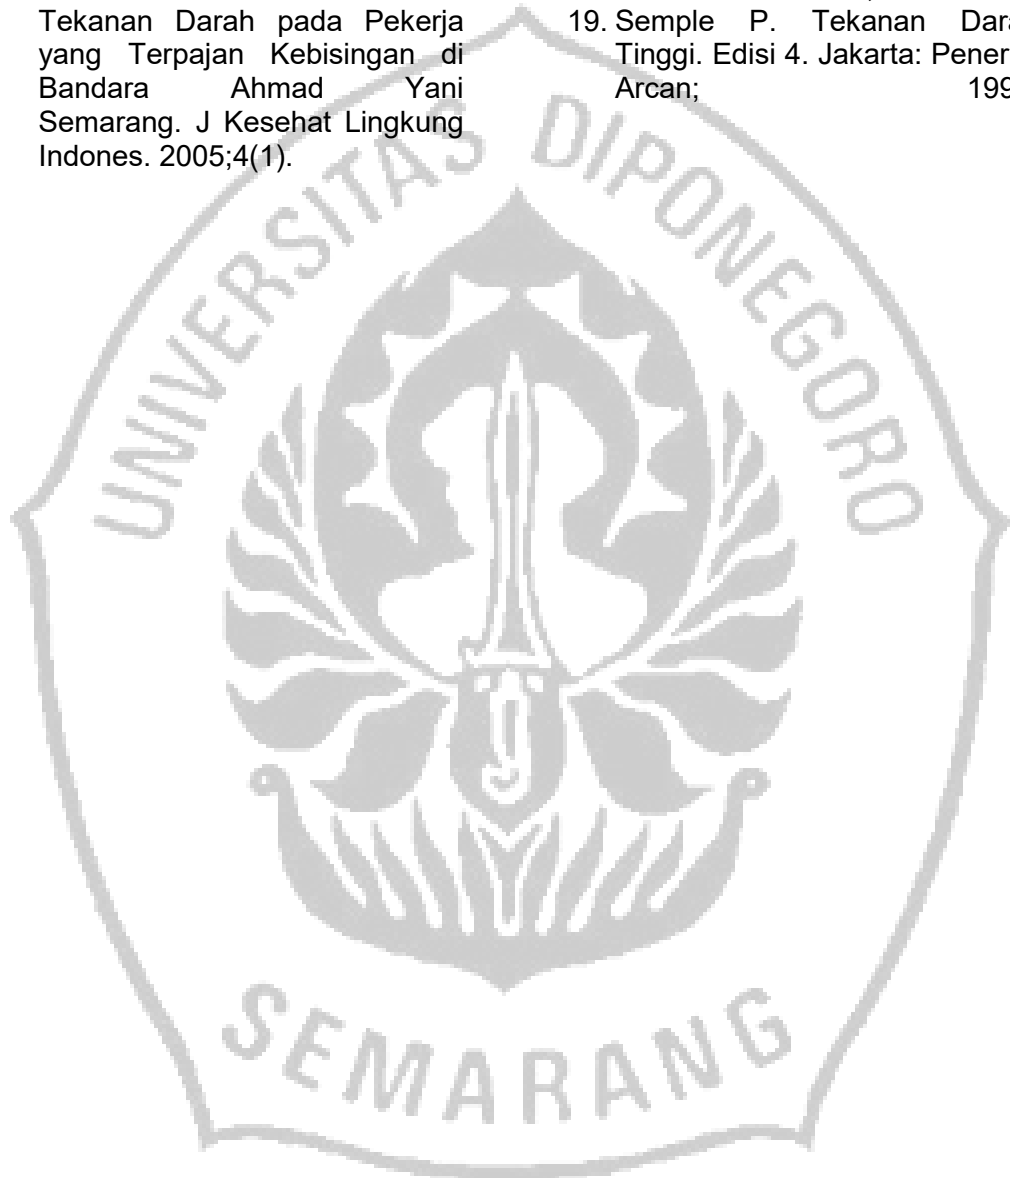 Tekanan Darah pada Pekerja
yang Terpajan Kebisingan di
Bandara Ahmad Yani
Semarang. J Kesehat Lingkung
Indones. 2005;4(1).
19. Semple P. Tekanan
Tinggi. Edisi 4. Jakarta:
Arcan;
UNIVERSITAS DIPONEGORO
SEMARANG